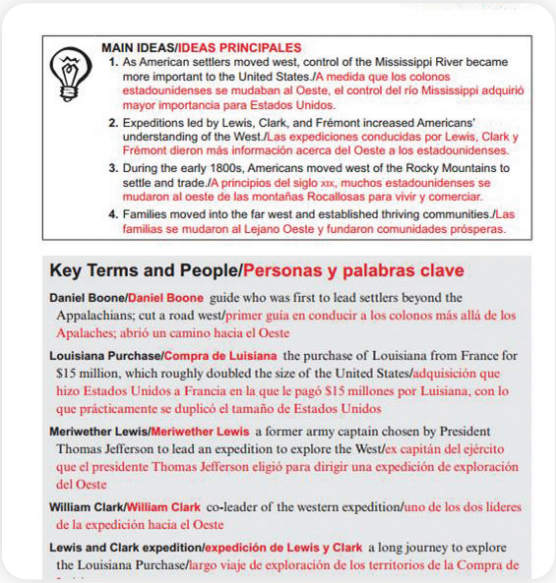 MAIN IDEAS/IDEAS PRINCIPALES
1. As American settlers moved west, control of the Mississippi River became
more important to the United States./A medida que los colonos
estadounidenses se mudaban al Oeste, el control del río Mississippi adquirió
mayor importancia para Estados Unidos.
2. Expeditions led by Lewis, Clark, and Frémont increased Americans'
understanding of the West./Las expediciones conducidas por Lewis, Clark y
Frémont dieron más información acerca del Oeste a los estadounidenses.
3. During the early 1800s, Americans moved west of the Rocky Mountains to
settle and trade./A principios del siglo XIX, muchos estadounidenses se
mudaron al oeste de las montañas Rocallosas para vivir y comerciar.
4. Families moved into the far west and established thriving communities./Las
familias se mudaron al Lejano Oeste y fundaron comunidades prósperas.
Key Terms and People/Personas y palabras clave
Daniel Boone/Daniel Boone guide who was first to lead settlers beyond the
Appalachians; cut a road west/primer guía en conducir a los colonos más allá de los
Apalaches; abrió un camino hacia el Oeste
Louisiana Purchase/Compra de Luisiana the purchase of Louisiana from France for
$15 million, which roughly doubled the size of the United States/adquisición que
hizo Estados Unidos a Francia en la que le pagó $15 millones por Luisiana, con lo
que prácticamente se duplicó el tamaño de Estados Unidos
Meriwether Lewis/Meriwether Lewis a former army captain chosen by President
Thomas Jefferson to lead an expedition to explore the West/ex capitán del ejército
que el presidente Thomas Jefferson eligió para dirigir una expedición de exploración
del Oeste
William Clark/William Clark co-leader of the western expedition/uno de los dos líderes
de la expedición hacia el Oeste
Lewis and Clark expedition/expedición de Lewis y Clark a long journey to explore
the Louisiana Purchase/largo viaje de exploración de los territorios de la Compra de